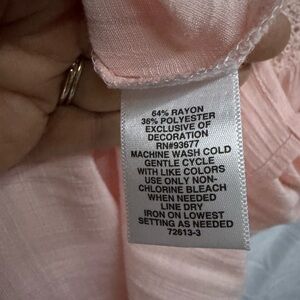 64% RAYON
36% POLYESTER
EXCLUSIVE OF
DECORATION
RN#93677
MACHINE WASH COLD
GENTLE CYCLE
WITH LIKE COLORS
USE ONLY NON-
CHLORINE BLEACH
WHEN NEEDED
LINE DRY
IRON ON LOWEST
SETTING AS NEEDED
72613-3